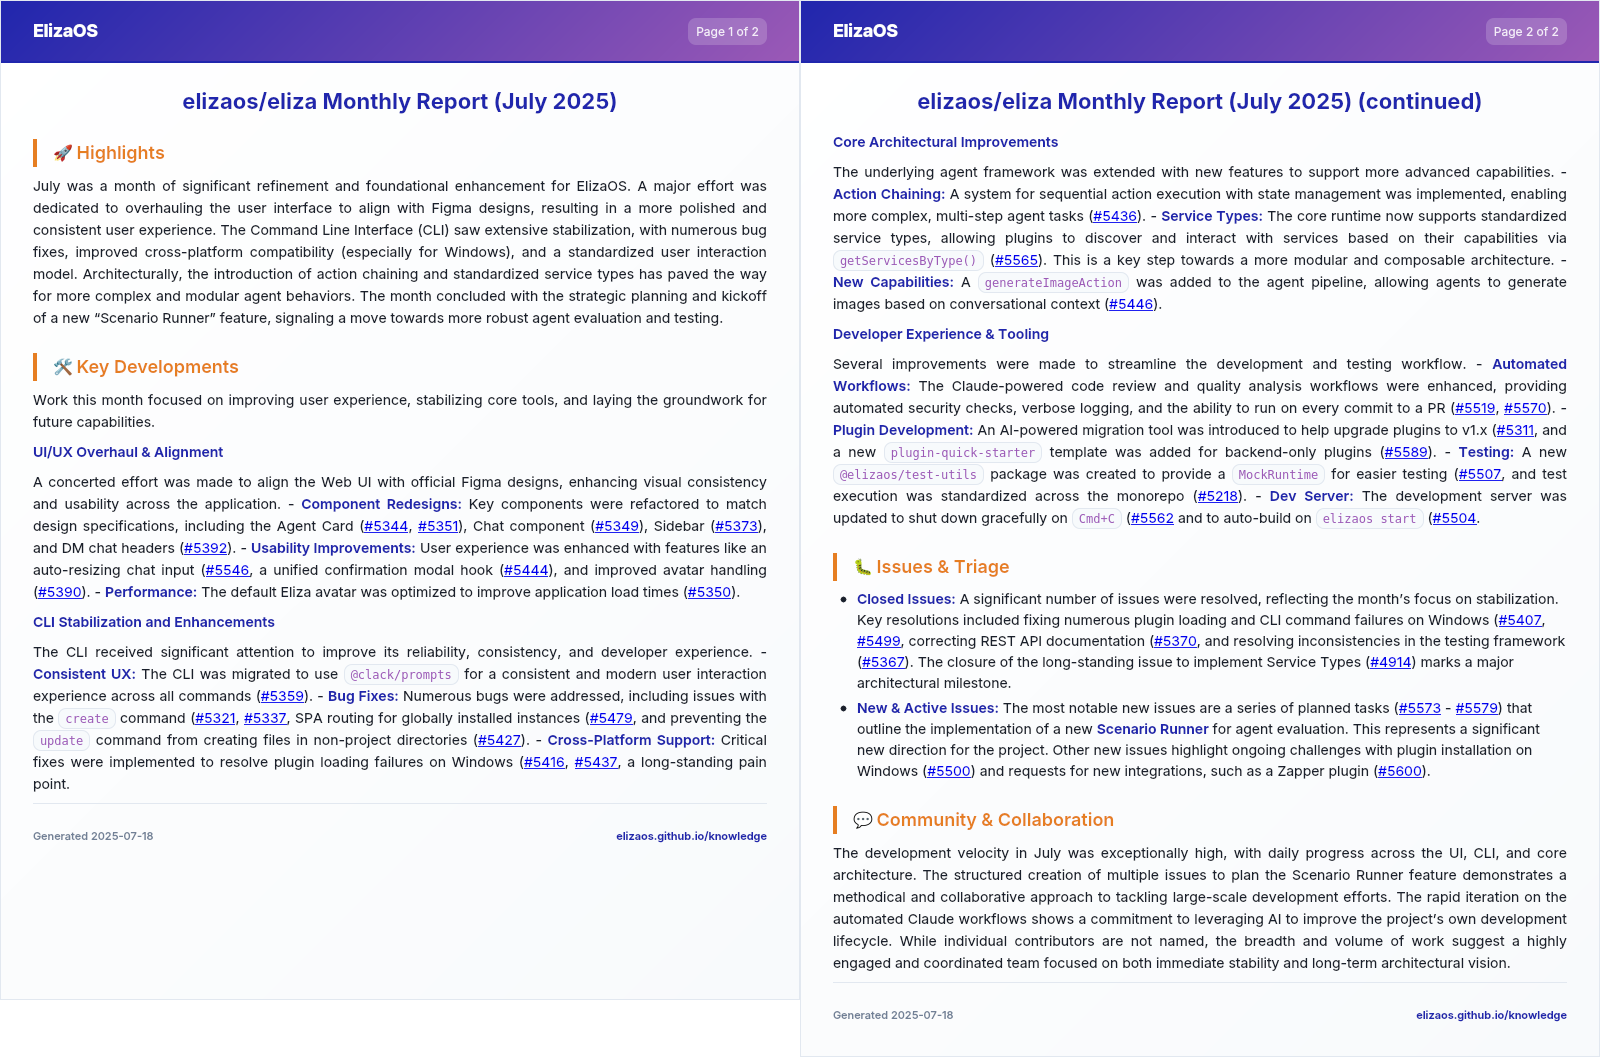 ElizaOS
Page 1 of 2
elizaos/eliza Monthly Report (July 2025)
🚀 Highlights
July was a month of significant refinement and foundational enhancement for ElizaOS. A major effort was
dedicated to overhauling the user interface to align with Figma designs, resulting in a more polished and
consistent user experience. The Command Line Interface (CLI) saw extensive stabilization, with numerous bug
fixes, improved cross-platform compatibility (especially for Windows), and a standardized user interaction
model. Architecturally, the introduction of action chaining and standardized service types has paved the way
for more complex and modular agent behaviors. The month concluded with the strategic planning and kickoff
of a new “Scenario Runner” feature, signaling a move towards more robust agent evaluation and testing.
🛠️ Key Developments
Work this month focused on improving user experience, stabilizing core tools, and laying the groundwork for
future capabilities.
UI/UX Overhaul & Alignment
A concerted effort was made to align the Web UI with official Figma designs, enhancing visual consistency
and usability across the application. - Component Redesigns: Key components were refactored to match
design specifications, including the Agent Card (#5344, #5351), Chat component (#5349), Sidebar (#5373),
and DM chat headers (#5392). - Usability Improvements: User experience was enhanced with features like an
auto-resizing chat input (#5546, a unified confirmation modal hook (#5444), and improved avatar handling
(#5390). - Performance: The default Eliza avatar was optimized to improve application load times (#5350).
CLI Stabilization and Enhancements
The CLI received significant attention to improve its reliability, consistency, and developer experience. -
Consistent UX: The CLI was migrated to use @clack/prompts for a consistent and modern user interaction
experience across all commands (#5359). - Bug Fixes: Numerous bugs were addressed, including issues with
the create command (#5321, #5337, SPA routing for globally installed instances (#5479, and preventing the
update command from creating files in non-project directories (#5427). - Cross-Platform Support: Critical
fixes were implemented to resolve plugin loading failures on Windows (#5416, #5437, a long-standing pain
point.
Generated 2025-07-18
elizaos.github.io/knowledge
ElizaOS
Page 2 of 2
elizaos/eliza Monthly Report (July 2025) (continued)
Core Architectural Improvements
The underlying agent framework was extended with new features to support more advanced capabilities. -
Action Chaining: A system for sequential action execution with state management was implemented, enabling
more complex, multi-step agent tasks (#5436). - Service Types: The core runtime now supports standardized
service types, allowing plugins to discover and interact with services based on their capabilities via
getServicesByType() (#5565). This is a key step towards a more modular and composable architecture. -
New Capabilities: A generateImageAction was added to the agent pipeline, allowing agents to generate
images based on conversational context (#5446).
Developer Experience & Tooling
Several improvements were made to streamline the development and testing workflow. - Automated
Workflows: The Claude-powered code review and quality analysis workflows were enhanced, providing
automated security checks, verbose logging, and the ability to run on every commit to a PR (#5519, #5570). -
Plugin Development: An AI-powered migration tool was introduced to help upgrade plugins to v1.x (#5311, and
a new plugin-quick-starter template was added for backend-only plugins (#5589). - Testing: A new
@elizaos/test-utils package was created to provide a MockRuntime for easier testing (#5507, and test
execution was standardized across the monorepo (#5218). - Dev Server: The development server was
updated to shut down gracefully on Cmd+C (#5562 and to auto-build on elizaos start (#5504.
🐛 Issues & Triage
• Closed Issues: A significant number of issues were resolved, reflecting the month’s focus on stabilization.
Key resolutions included fixing numerous plugin loading and CLI command failures on Windows (#5407,
#5499, correcting REST API documentation (#5370, and resolving inconsistencies in the testing framework
(#5367). The closure of the long-standing issue to implement Service Types (#4914) marks a major
architectural milestone.
• New & Active Issues: The most notable new issues are a series of planned tasks (#5573 - #5579) that
outline the implementation of a new Scenario Runner for agent evaluation. This represents a significant
new direction for the project. Other new issues highlight ongoing challenges with plugin installation on
Windows (#5500) and requests for new integrations, such as a Zapper plugin (#5600).
💬 Community & Collaboration
The development velocity in July was exceptionally high, with daily progress across the UI, CLI, and core
architecture. The structured creation of multiple issues to plan the Scenario Runner feature demonstrates a
methodical and collaborative approach to tackling large-scale development efforts. The rapid iteration on the
automated Claude workflows shows a commitment to leveraging AI to improve the project’s own development
lifecycle. While individual contributors are not named, the breadth and volume of work suggest a highly
engaged and coordinated team focused on both immediate stability and long-term architectural vision.
Generated 2025-07-18
elizaos.github.io/knowledge